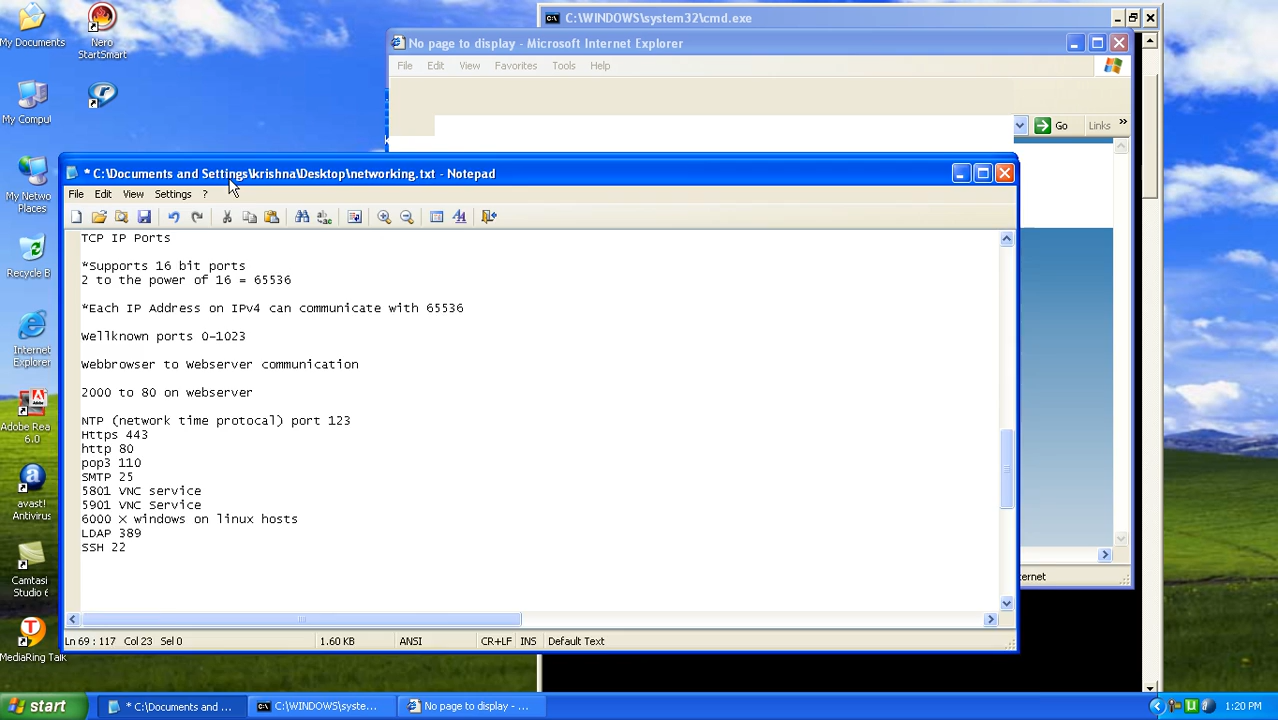 My Documents
Nero
StartSmart
My Comput
My Netwo
Places
Recycle B
Internet
Explorer
Adobe Rea
6.0
avast!
Antivirus
Camtasi
Studio 6
MediaRing Talk
C:\WINDOWS\system32\cmd.exe
No page to display - Microsoft Internet Explorer
File Edit View Favorites Tools Help
Go Links »
* C:\Documents and Settings\krishna\Desktop\networking.txt - Notepad
File Edit View Settings ?
TCP IP Ports
*Supports 16 bit ports
2 to the power of 16 = 65536
*Each IP Address on IPv4 can communicate with 65536
Wellknown ports 0-1023
Webbrowser to Webserver communication
2000 to 80 on webserver
NTP (network time protocal) port 123
Https 443
http 80
pop3 110
SMTP 25
5801 VNC service
5901 VNC Service
6000 X windows on linux hosts
LDAP 389
SSH 22
ernet
Ln 69 : 117 Col 23 Sel 0 1.60 KB ANSI CR+LF INS Default Text
start * C:\Documents and ... C:\WINDOWS\syste... No page to display - ... 1:20 PM